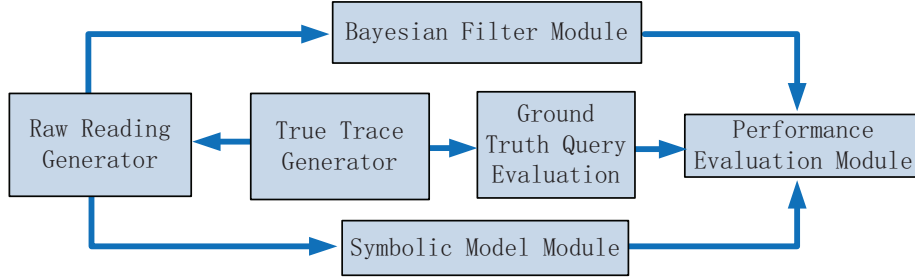 Bayesian Filter Module
Raw Reading
Generator
True Trace
Generator
Ground
Truth Query
Evaluation
Performance
Evaluation Module
Symbolic Model Module